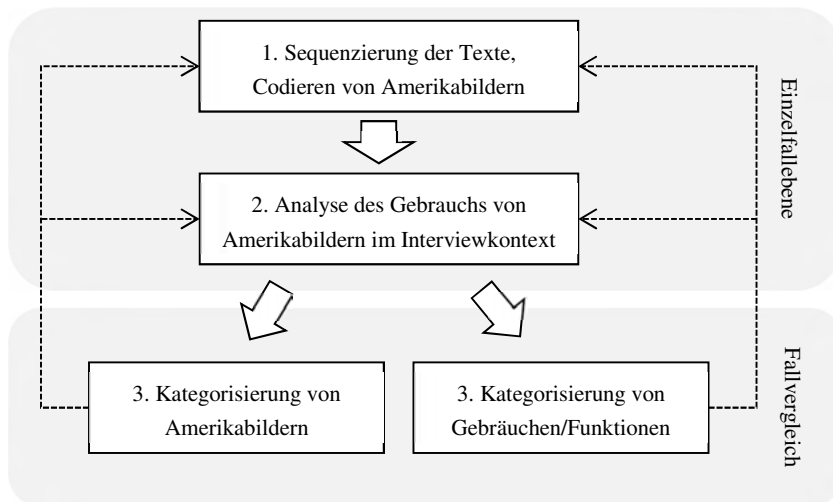 1. Sequenzierung der Texte,
Codieren von Amerikabildern
Einzelfallebene
2. Analyse des Gebrauchs von
Amerikabildern im Interviewkontext
3. Kategorisierung von
Amerikabildern
3. Kategorisierung von
Gebräuchen/Funktionen
Fallvergleich